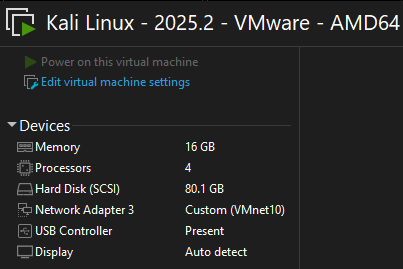 Kali Linux - 2025.2 - VMware - AMD64
Power on this virtual machine
Edit virtual machine settings
Devices
Memory 16 GB
Processors 4
Hard Disk (SCSI) 80.1 GB
Network Adapter 3 Custom (VMnet10)
USB Controller Present
Display Auto detect